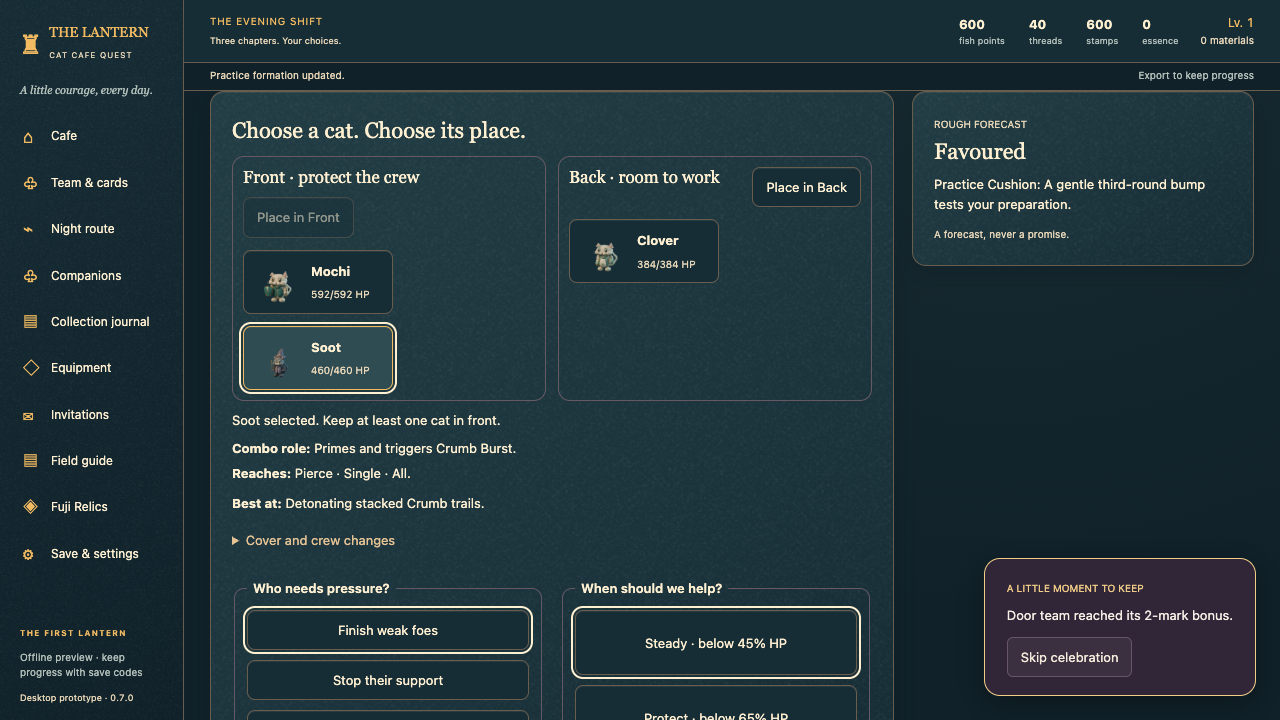 THE LANTERN
CAT CAFE QUEST
A little courage, every day.
Cafe
Team & cards
Night route
Companions
Collection journal
Equipment
Invitations
Field guide
Fuji Relics
Save & settings
THE FIRST LANTERN
Offline preview · keep
progress with save codes
Desktop prototype · 0.7.0
THE EVENING SHIFT
Three chapters. Your choices.
600
fish points
40
threads
600
stamps
0
essence
Lv. 1
0 materials
Practice formation updated.
Export to keep progress
Choose a cat. Choose its place.
Front · protect the crew
Place in Front
Mochi
592/592 HP
Soot
460/460 HP
Back · room to work
Place in Back
Clover
384/384 HP
Soot selected. Keep at least one cat in front.
Combo role: Primes and triggers Crumb Burst.
Reaches: Pierce · Single · All.
Best at: Detonating stacked Crumb trails.
Cover and crew changes
Who needs pressure?
Finish weak foes
Stop their support
When should we help?
Steady · below 45% HP
Protect · below 65% HP
ROUGH FORECAST
Favoured
Practice Cushion: A gentle third-round bump
tests your preparation.
A forecast, never a promise.
A LITTLE MOMENT TO KEEP
Door team reached its 2-mark bonus.
Skip celebration